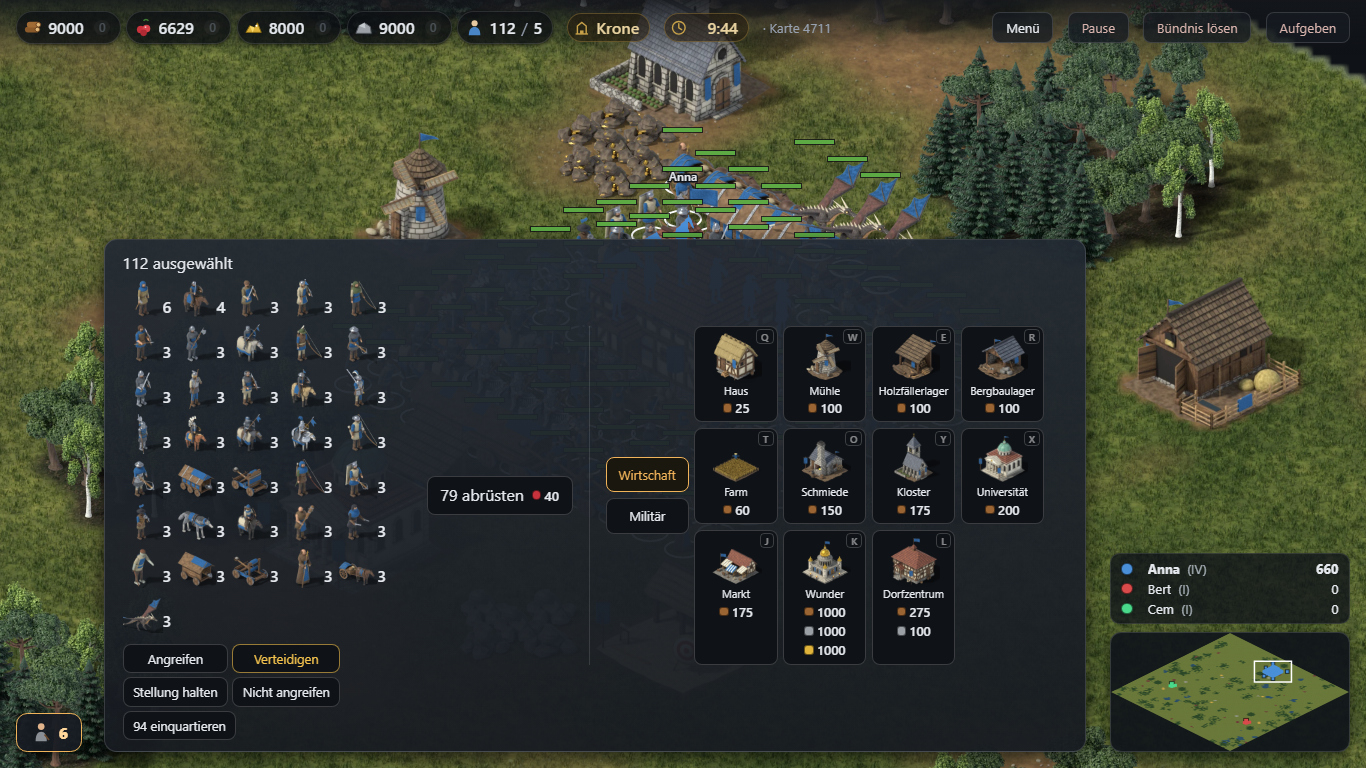 9000 0 6629 0 8000 0 9000 0 112 / 5 Krone 9:44 · Karte 4711 Menü Pause Bündnis lösen Aufgeben
Anna
112 ausgewählt
6 4 3 3 3
3 3 3 3 3
3 3 3 3 3
3 3 3 3 3
3 3 3 3 3
3 3 3 3 3
3 3 3 3 3
3
Angreifen Verteidigen
Stellung halten Nicht angreifen
94 einquartieren
79 abrüsten 40
Wirtschaft
Militär
Q W E R
Haus Mühle Holzfällerlager Bergbaulager
25 100 100 100
T O Y X
Farm Schmiede Kloster Universität
60 150 175 200
J K L
Markt Wunder Dorfzentrum
175 1000 275
1000 100
1000
6
Anna (IV) 660
Bert (I) 0
Cem (I) 0